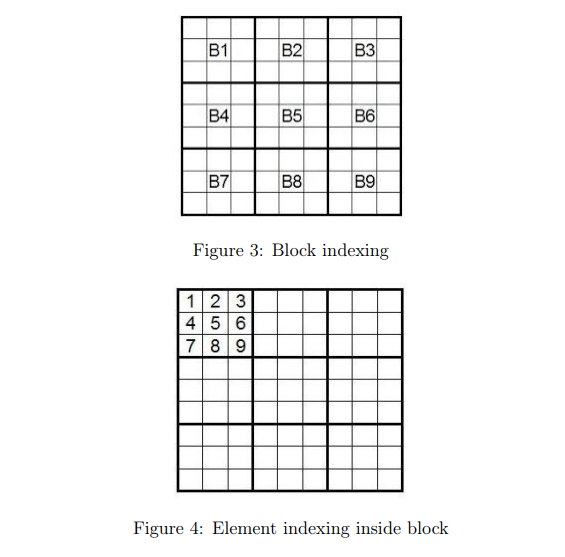 B1 B2 B3
B4 B5 B6
B7 B8 B9
Figure 3: Block indexing
1 2 3
4 5 6
7 8 9
Figure 4: Element indexing inside block